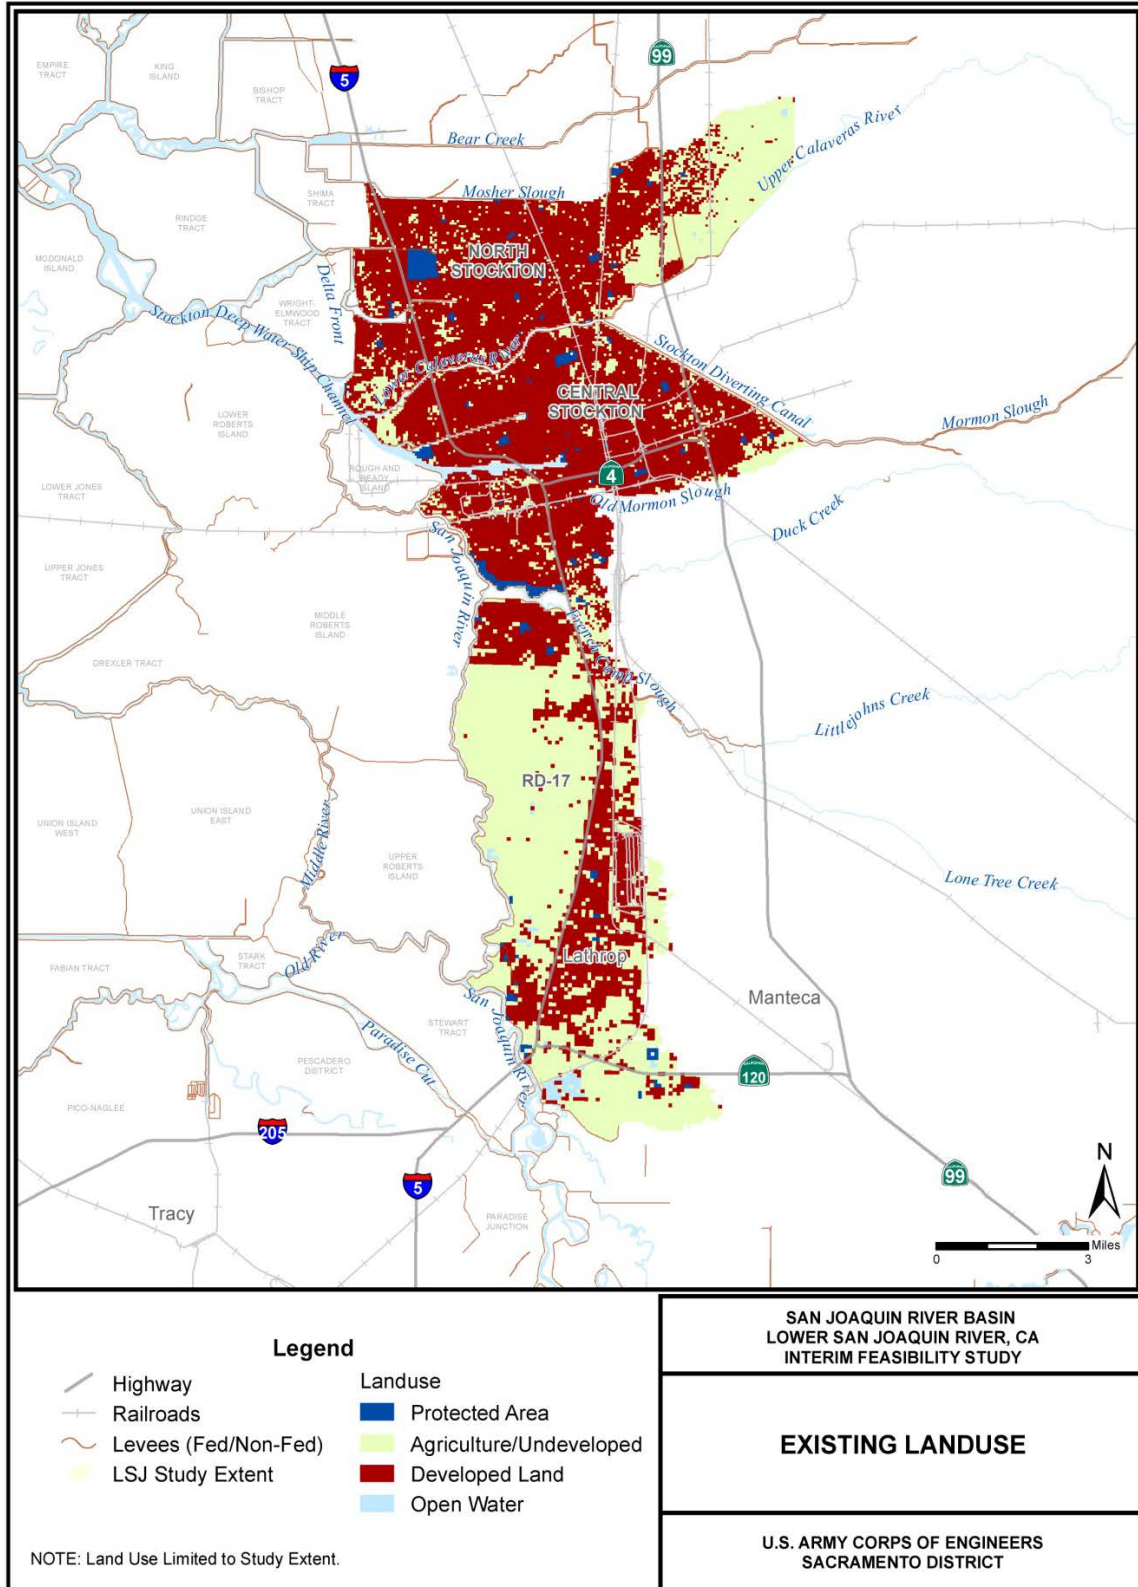 EMPIRE
TRACT
KING
ISLAND
BISHOP
TRACT
5
CALIFORNIA
99
Bear Creek
Upper Calaveras River
Mosher Slough
SHIMA
TRACT
RINDGE
TRACT
MCDONALD
ISLAND
NORTH
STOCKTON
Delta Front
WRIGHT-
ELMWOOD
TRACT
Stockton Deep Water Ship Channel
Lower Calaveras River
Stockton Diverting Canal
CENTRAL
STOCKTON
LOWER
ROBERTS
ISLAND
Mormon Slough
ROUGH AND
READY
ISLAND
CALIFORNIA
4
LOWER JONES
TRACT
Old Mormon Slough
Duck Creek
San Joaquin River
UPPER JONES
TRACT
MIDDLE
ROBERTS
ISLAND
French Camp Slough
DREXLER TRACT
Littlejohns Creek
RD-17
UNION ISLAND
WEST
UNION ISLAND
EAST
Middle River
UPPER
ROBERTS
ISLAND
Lone Tree Creek
Lathrop
FABIAN TRACT
STARK
TRACT
Old River
San Joaquin River
Manteca
STEWART
TRACT
Paradise Cut
PESCADERO
DISTRICT
CALIFORNIA
120
PICO-NAGLEE
205
5
CALIFORNIA
99
N
Tracy
PARADISE
JUNCTION
Miles
0 3
Legend
Highway
Railroads
Levees (Fed/Non-Fed)
LSJ Study Extent
Landuse
Protected Area
Agriculture/Undeveloped
Developed Land
Open Water
NOTE: Land Use Limited to Study Extent.
SAN JOAQUIN RIVER BASIN
LOWER SAN JOAQUIN RIVER, CA
INTERIM FEASIBILITY STUDY
EXISTING LANDUSE
U.S. ARMY CORPS OF ENGINEERS
SACRAMENTO DISTRICT